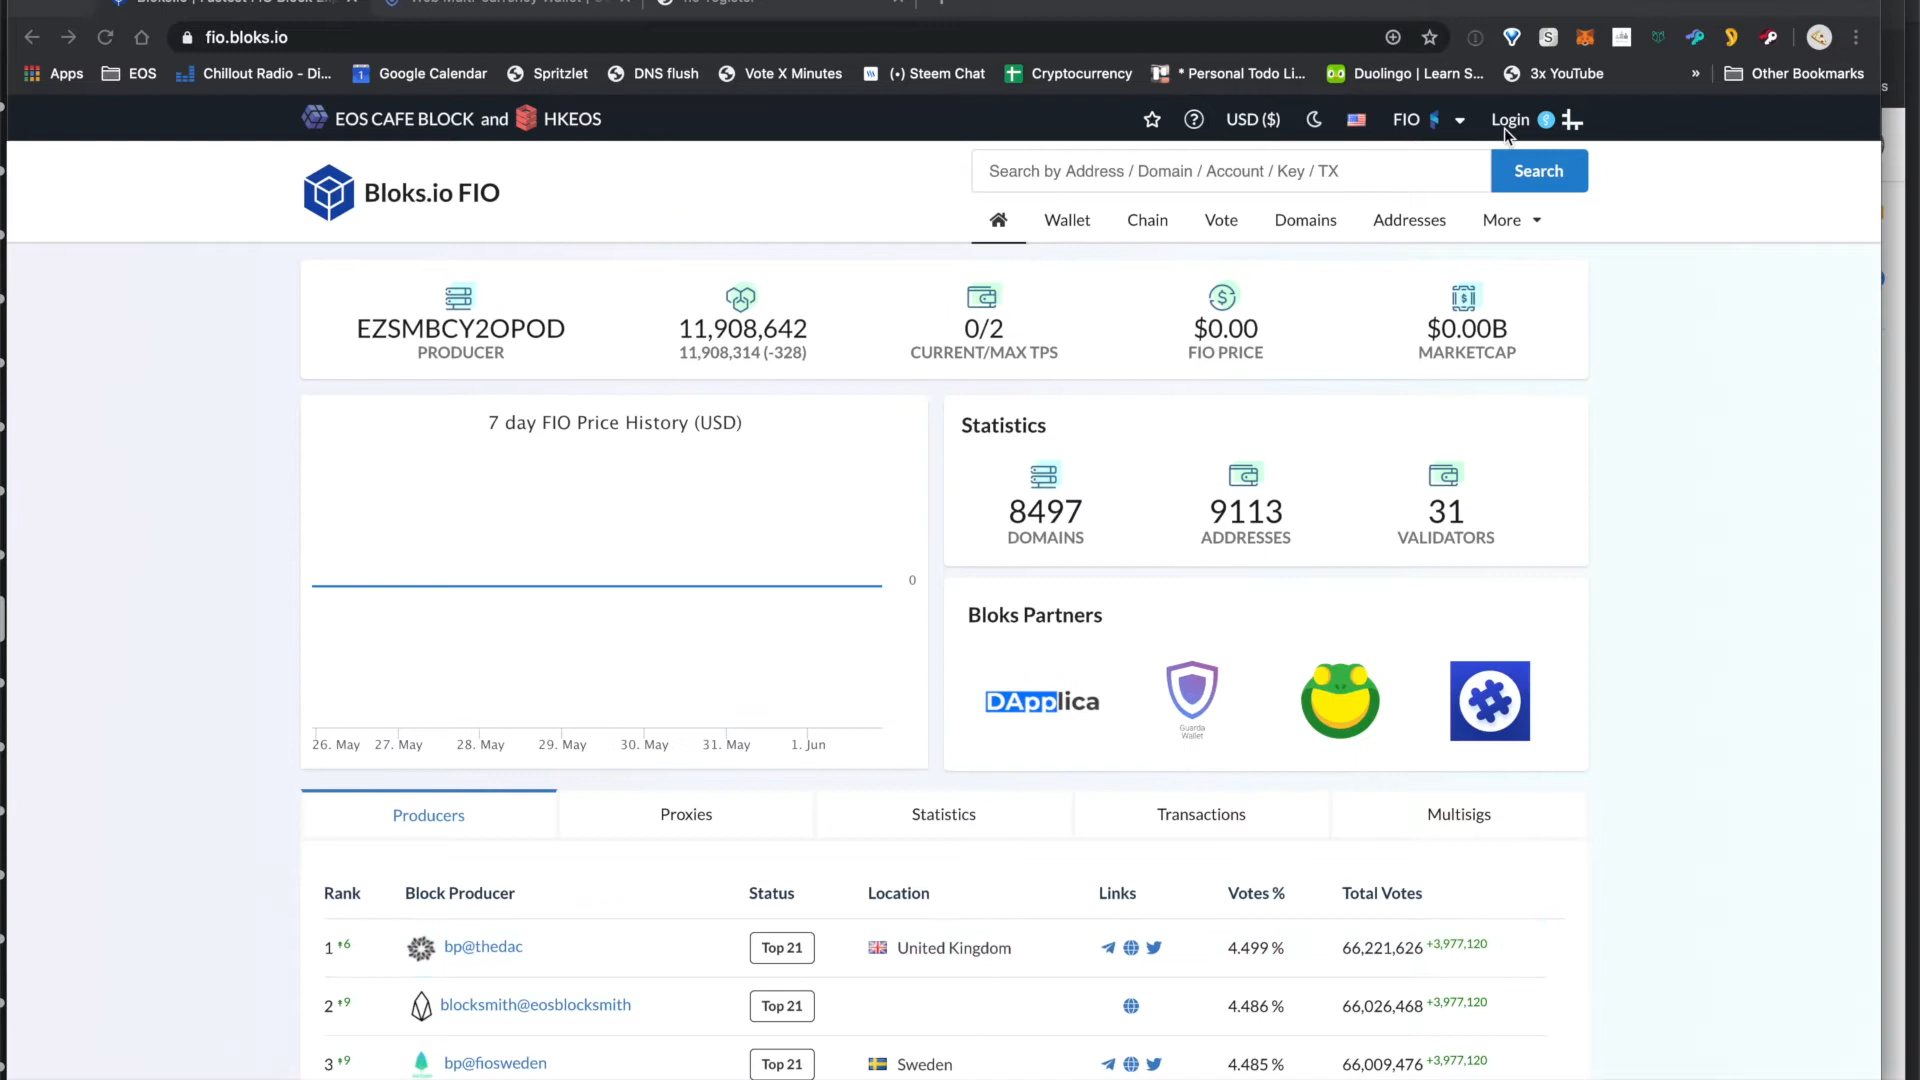 fio.bloks.io
Apps EOS Chillout Radio - Di... Google Calendar Spritzlet DNS flush Vote X Minutes (·) Steem Chat Cryptocurrency * Personal Todo Li... Duolingo | Learn S... 3x YouTube » Other Bookmarks
EOS CAFE BLOCK and HKEOS USD ($) FIO Login
Bloks.io FIO
Search by Address / Domain / Account / Key / TX Search
Wallet Chain Vote Domains Addresses More
EZSMBCY2OPOD 11,908,642 0/2 $0.00 $0.00B
PRODUCER 11,908,314 (-328) CURRENT/MAX TPS FIO PRICE MARKETCAP
7 day FIO Price History (USD)
0
26. May 27. May 28. May 29. May 30. May 31. May 1. Jun
Statistics
8497 9113 31
DOMAINS ADDRESSES VALIDATORS
Bloks Partners
DApplica
Guarda
Wallet
Producers Proxies Statistics Transactions Multisigs
Rank Block Producer Status Location Links Votes % Total Votes
1 6 bp@thedac Top 21 United Kingdom 4.499 % 66,221,626 +3,977,120
2 9 blocksmith@eosblocksmith Top 21 4.486 % 66,026,468 +3,977,120
3 9 bp@fiosweden Top 21 Sweden 4.485 % 66,009,476 +3,977,120